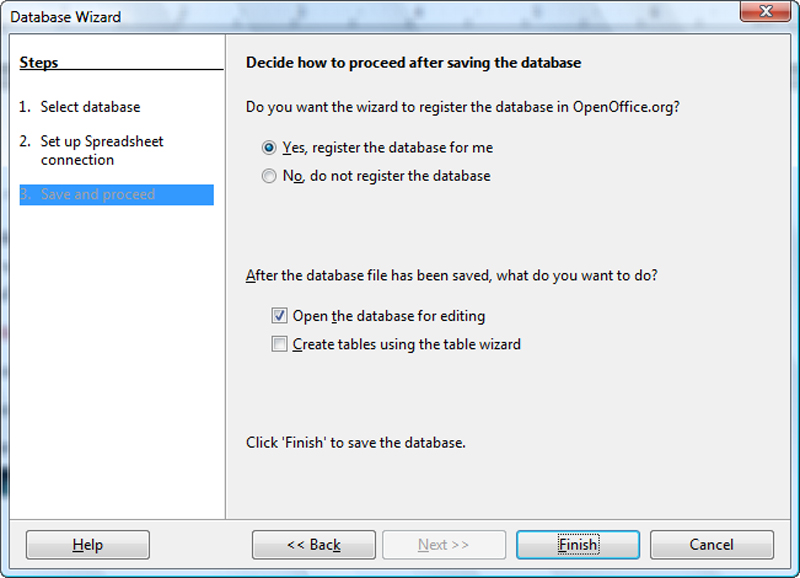 Database Wizard
Steps
1. Select database
2. Set up Spreadsheet
connection
3. Save and proceed
Decide how to proceed after saving the database
Do you want the wizard to register the database in OpenOffice.org?
Yes, register the database for me
No, do not register the database
After the database file has been saved, what do you want to do?
Open the database for editing
Create tables using the table wizard
Click 'Finish' to save the database.
Help
<< Back
Next >>
Finish
Cancel